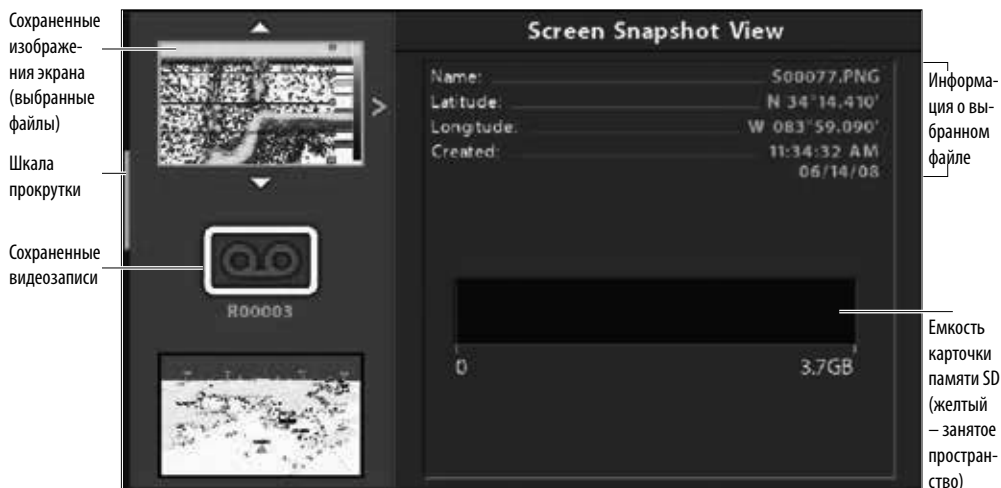 Сохраненные
изображе-
ния экрана
(выбранные
файлы)
Шкала
прокрутки
Сохраненные
видеозаписи
R00003
Screen Snapshot View
Name: S00077.PNG
Latitude: N 34°14.410'
Longitude: W 083°59.090'
Created: 11:34:32 AM
06/14/08
0 3.7GB
Информа-
ция о вы-
бранном
файле
Емкость
карточки
памяти SD
(желтый
– занятое
простран-
ство)